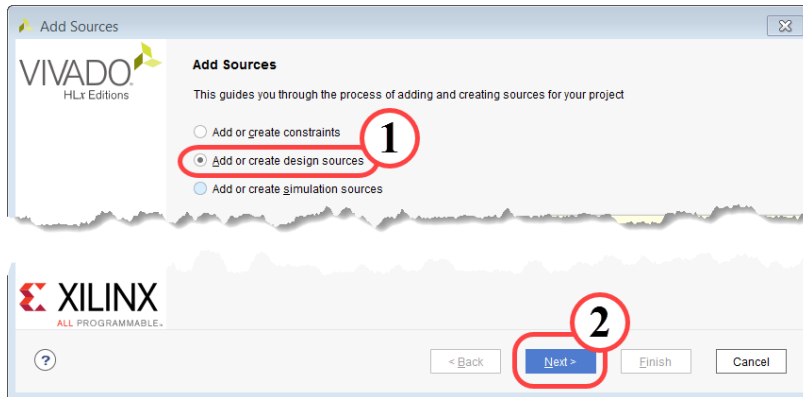 Add Sources
VIVADO
HLx Editions
Add Sources
This guides you through the process of adding and creating sources for your project
Add or create constraints
1
Add or create design sources
Add or create simulation sources
XILINX
ALL PROGRAMMABLE.
2
?
< Back
Next >
Finish
Cancel